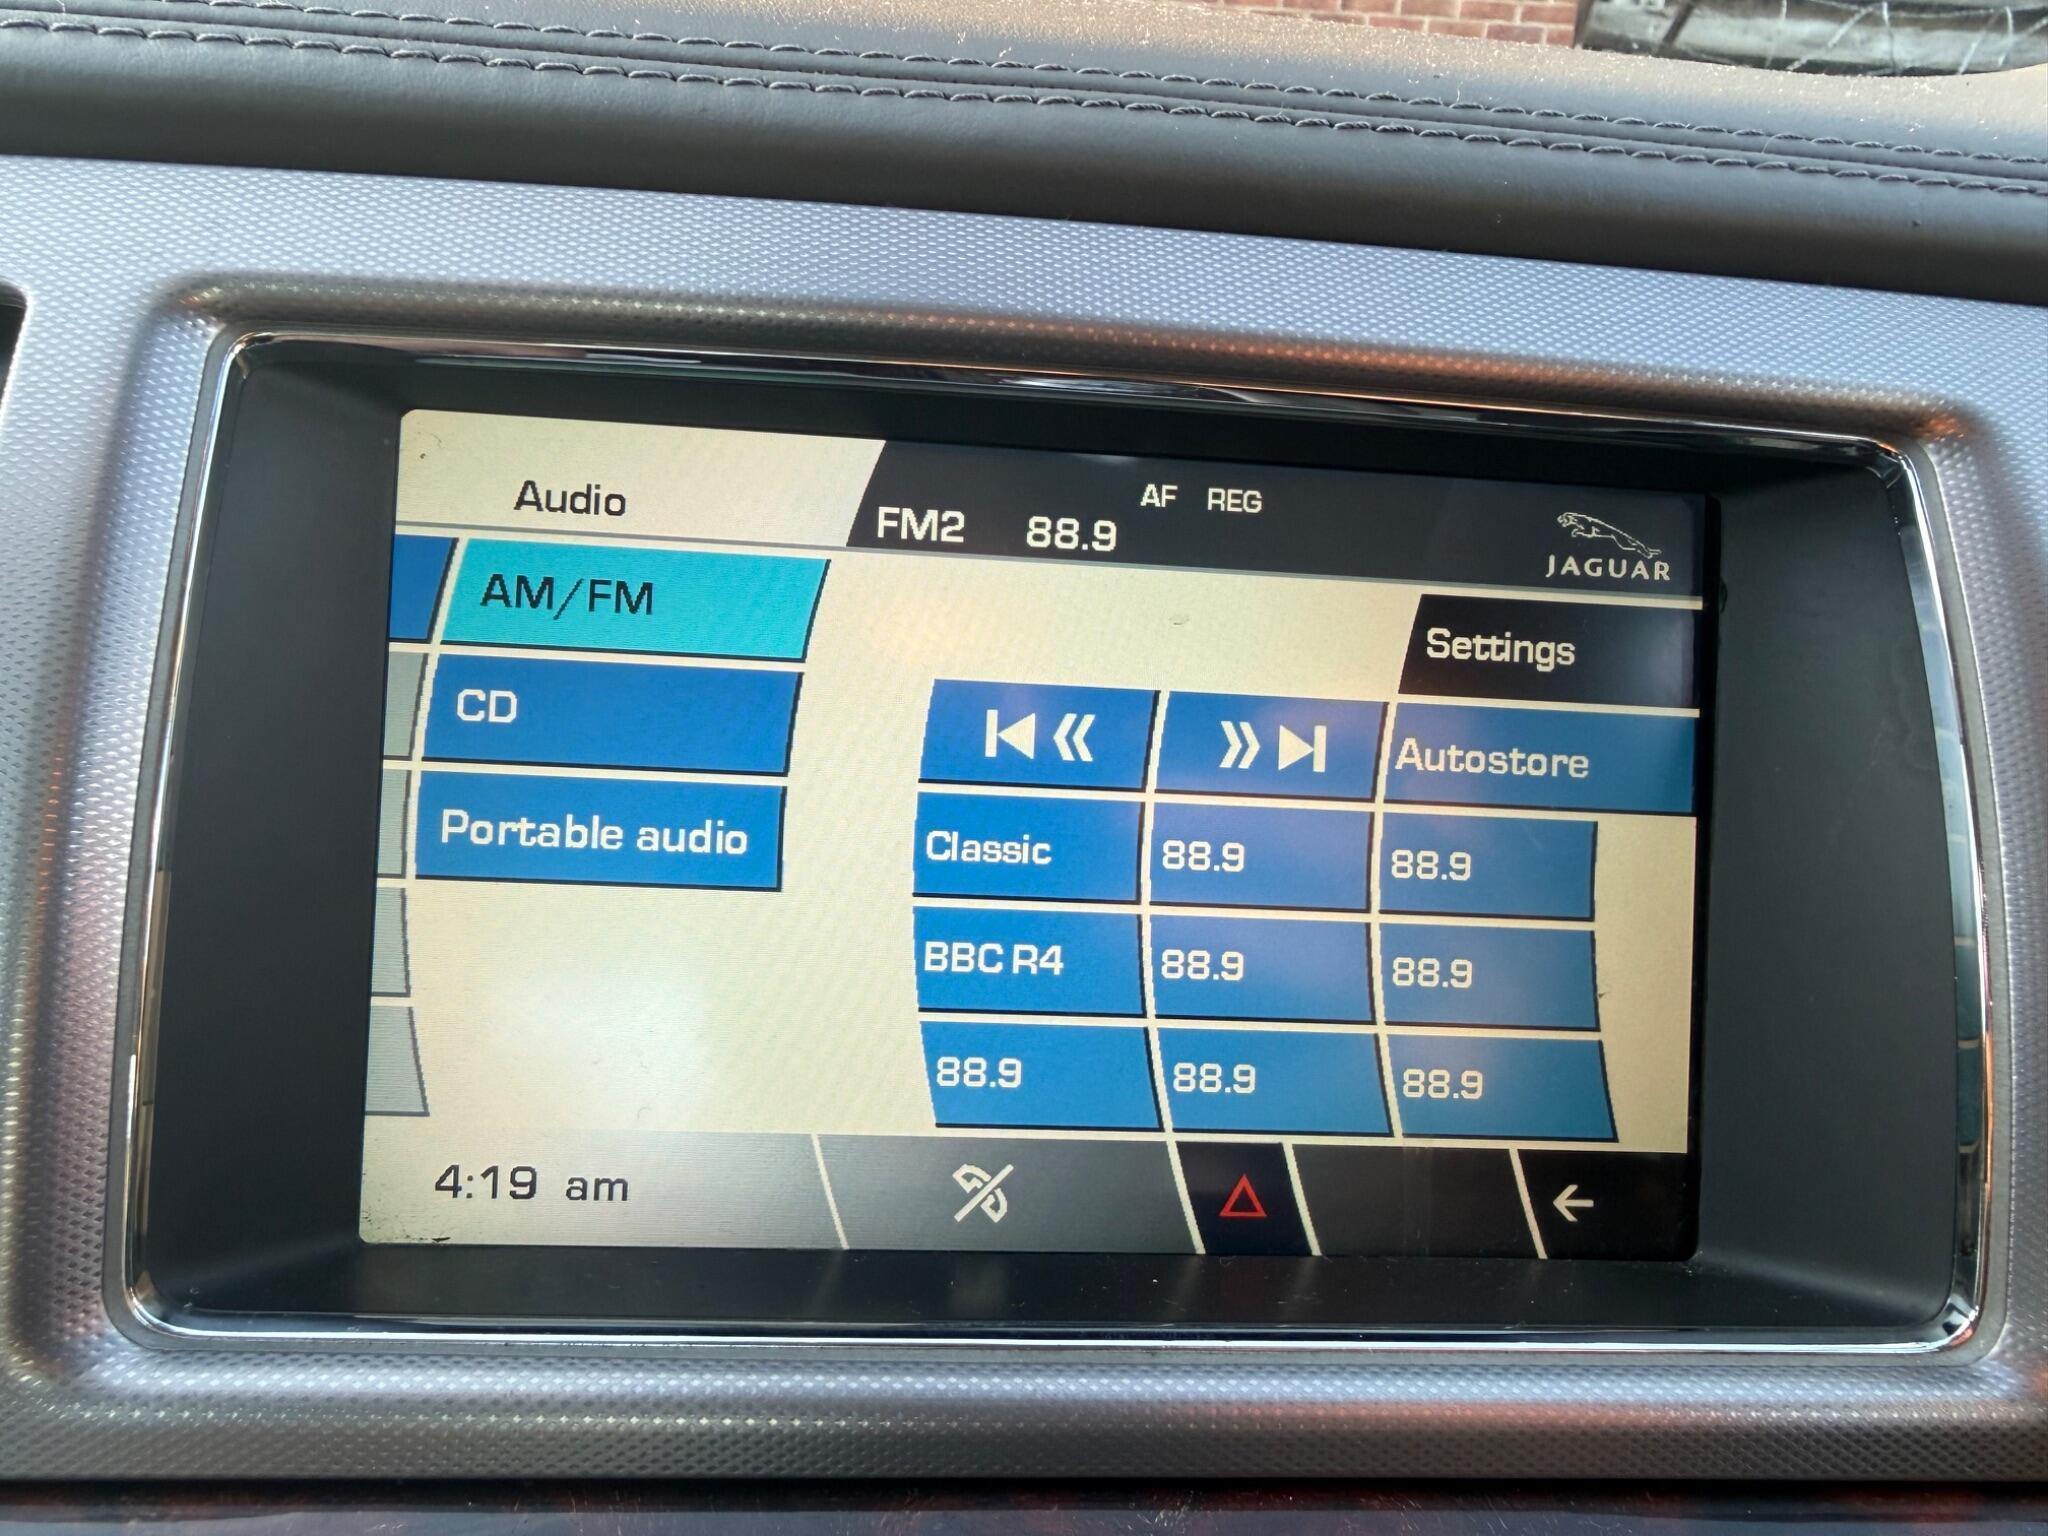 Audio
FM2 88.9 AF REG
JAGUAR
AM/FM
CD
Portable audio
Settings
Autostore
Classic 88.9 88.9
BBC R4 88.9 88.9
88.9 88.9 88.9
4:19 am